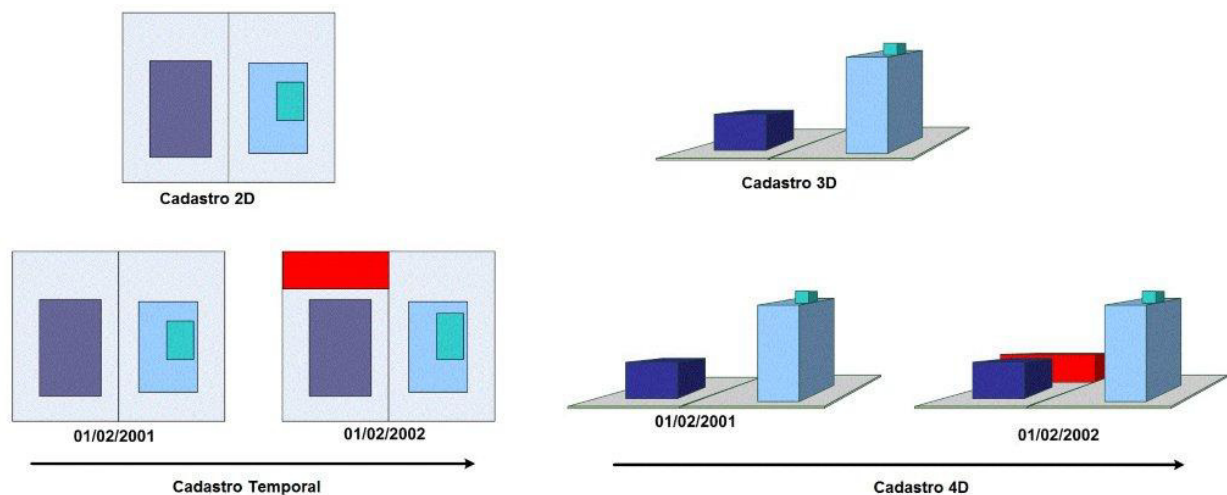 Cadastro 2D
Cadastro 3D
01/02/2001
01/02/2002
Cadastro Temporal
01/02/2001
01/02/2002
Cadastro 4D